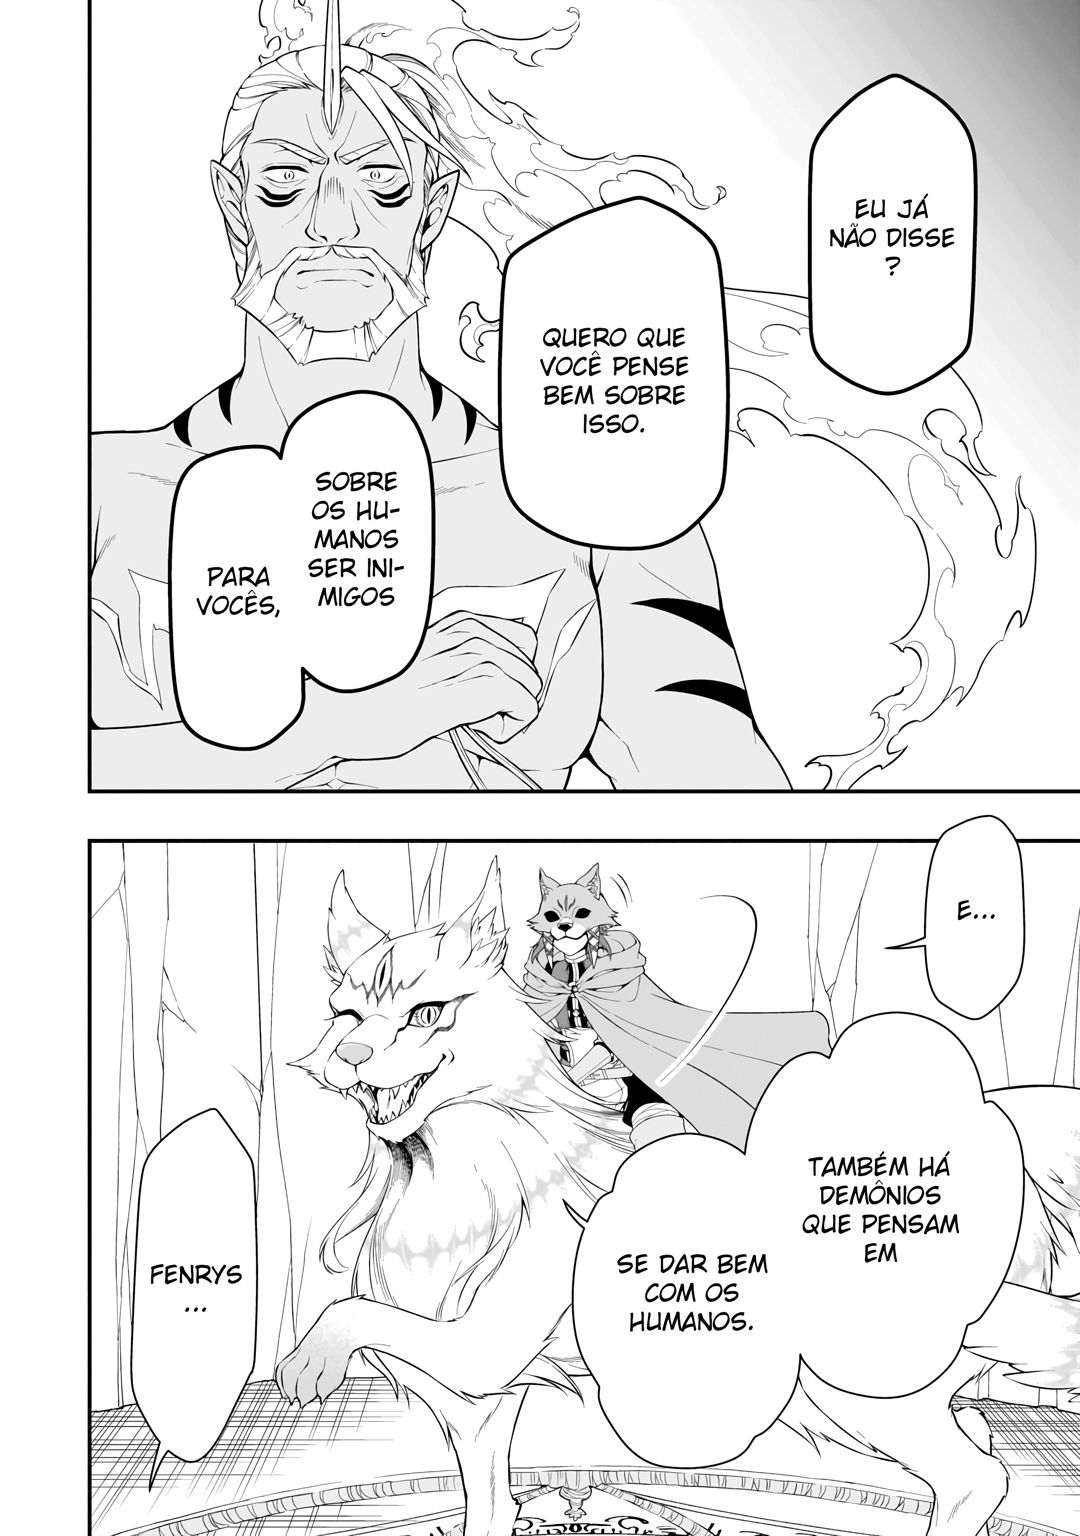 EU JÁ
NÃO DISSE
?
QUERO QUE
VOCÊ PENSE
BEM SOBRE
ISSO.
SOBRE
OS HU-
MANOS
SER INI-
MIGOS
PARA
VOCÊS,
E...
TAMBÉM HÁ
DEMÔNIOS
QUE PENSAM
EM
SE DAR BEM
COM OS
HUMANOS.
FENRYS
...